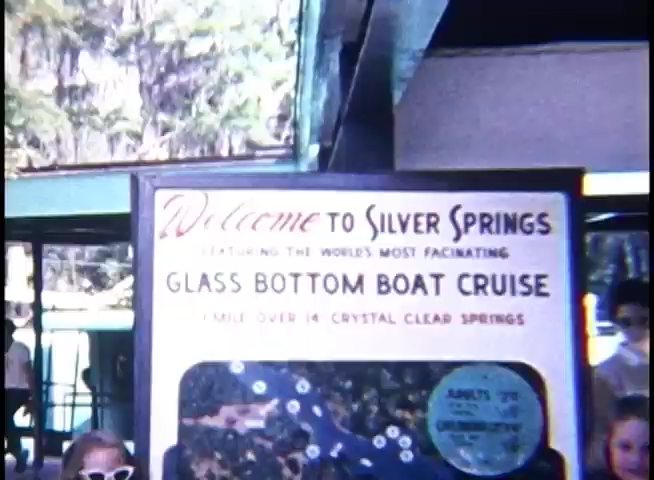 Welcome TO SILVER SPRINGS
FEATURING THE WORLD'S MOST FACINATING
GLASS BOTTOM BOAT CRUISE
MILE OVER 14 CRYSTAL CLEAR SPRINGS
ADULTS